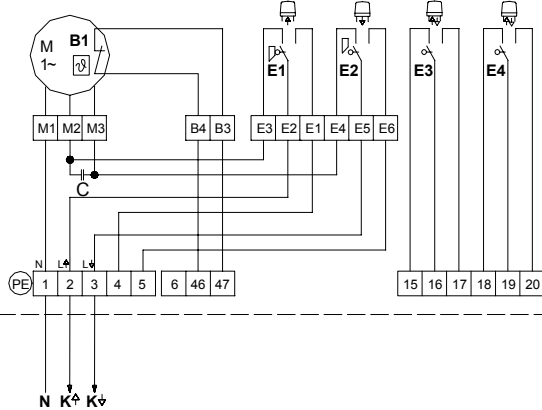 M B1
1~ ϑ
E1 E2 E3 E4
M1 M2 M3 B4 B3 E3 E2 E1 E4 E5 E6
C
N L L
PE 1 2 3 4 5 6 46 47 15 16 17 18 19 20
N K K